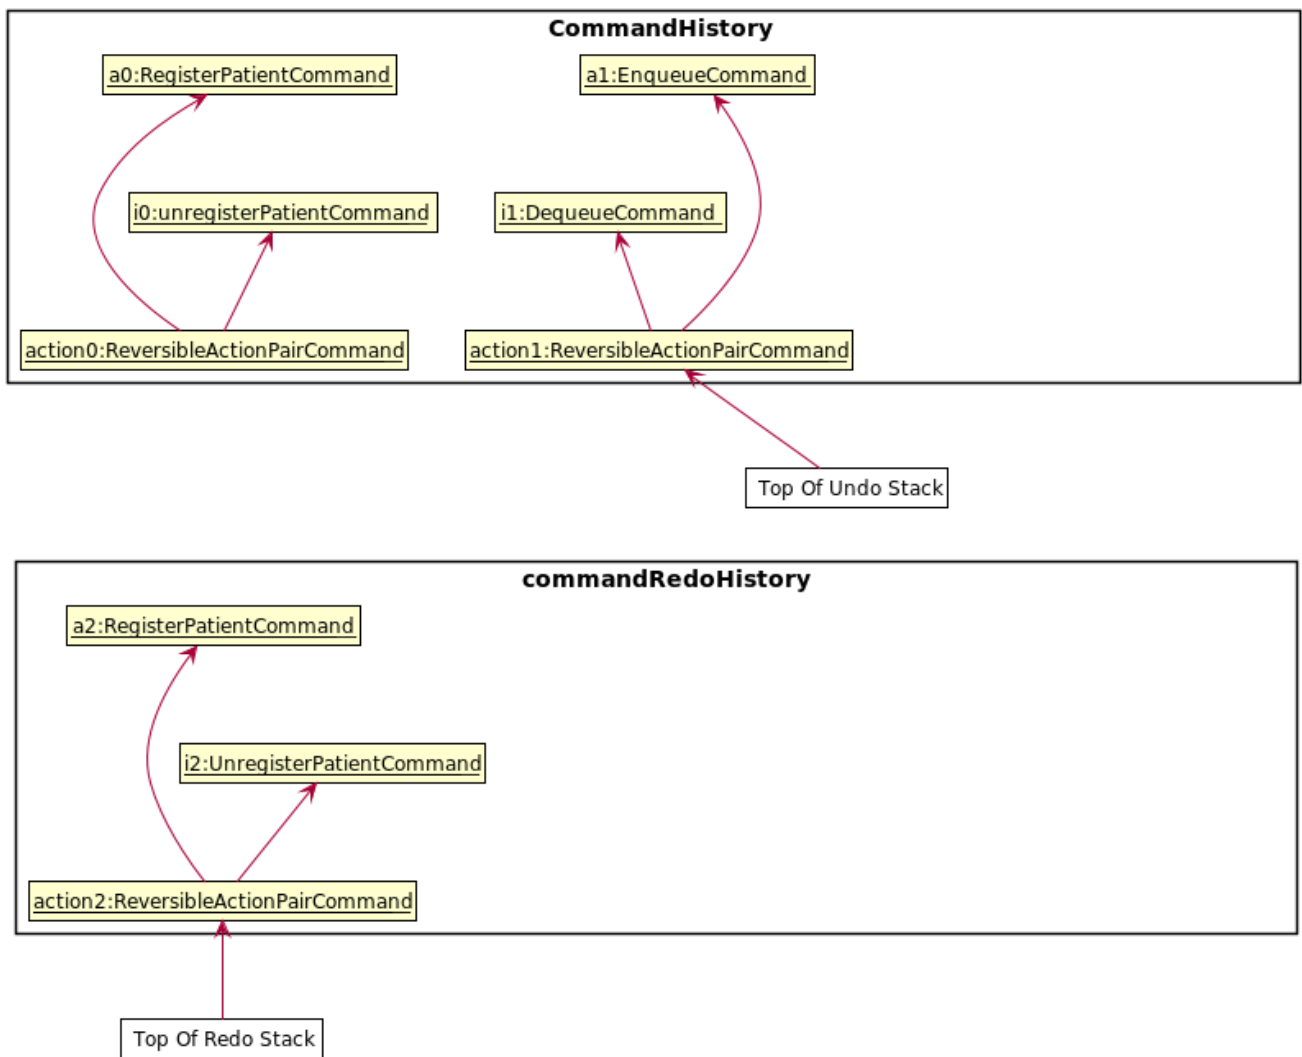 CommandHistory
a0:RegisterPatientCommand
a1:EnqueueCommand
i0:unregisterPatientCommand
i1:DequeueCommand
action0:ReversibleActionPairCommand
action1:ReversibleActionPairCommand
Top Of Undo Stack
commandRedoHistory
a2:RegisterPatientCommand
i2:UnregisterPatientCommand
action2:ReversibleActionPairCommand
Top Of Redo Stack